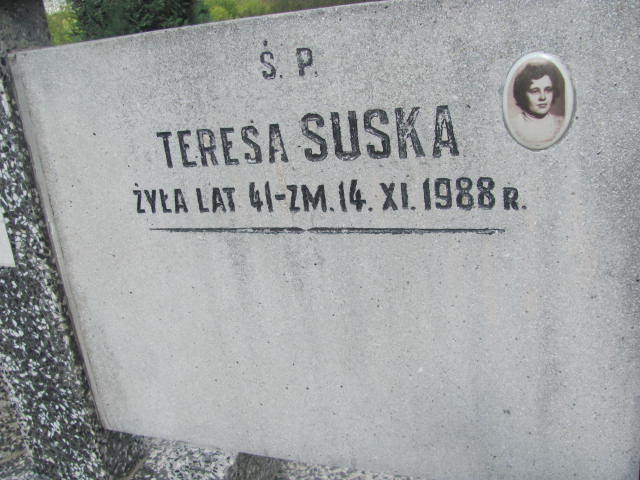 Ś. P.
TERESA SUSKA
ŻYŁA LAT 41-ZM. 14. XI. 1988 R.